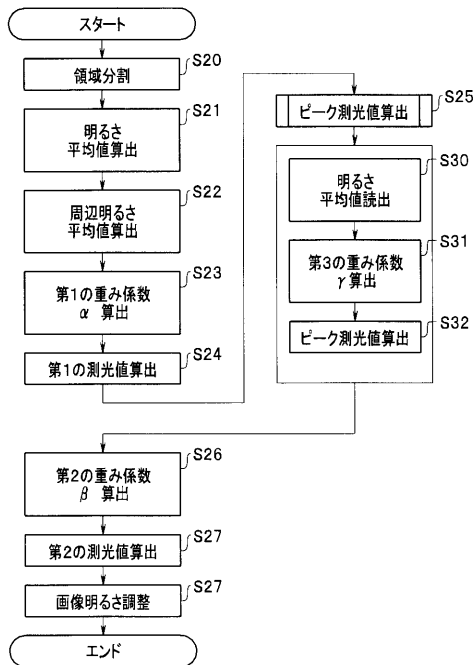 スタート
S20
領域分割
S21
明るさ
平均値算出
S22
周辺明るさ
平均値算出
S23
第1の重み係数
α 算出
S24
第1の測光値算出
S25
ピーク測光値算出
S30
明るさ
平均値読出
S31
第3の重み係数
γ 算出
S32
ピーク測光値算出
S26
第2の重み係数
β 算出
S27
第2の測光値算出
S27
画像明るさ調整
エンド